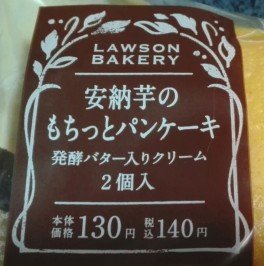 LAWSON
BAKERY
安納芋の
もちっとパンケーキ
発酵バター入りクリーム
2個入
本体価格 130円 税込 140円